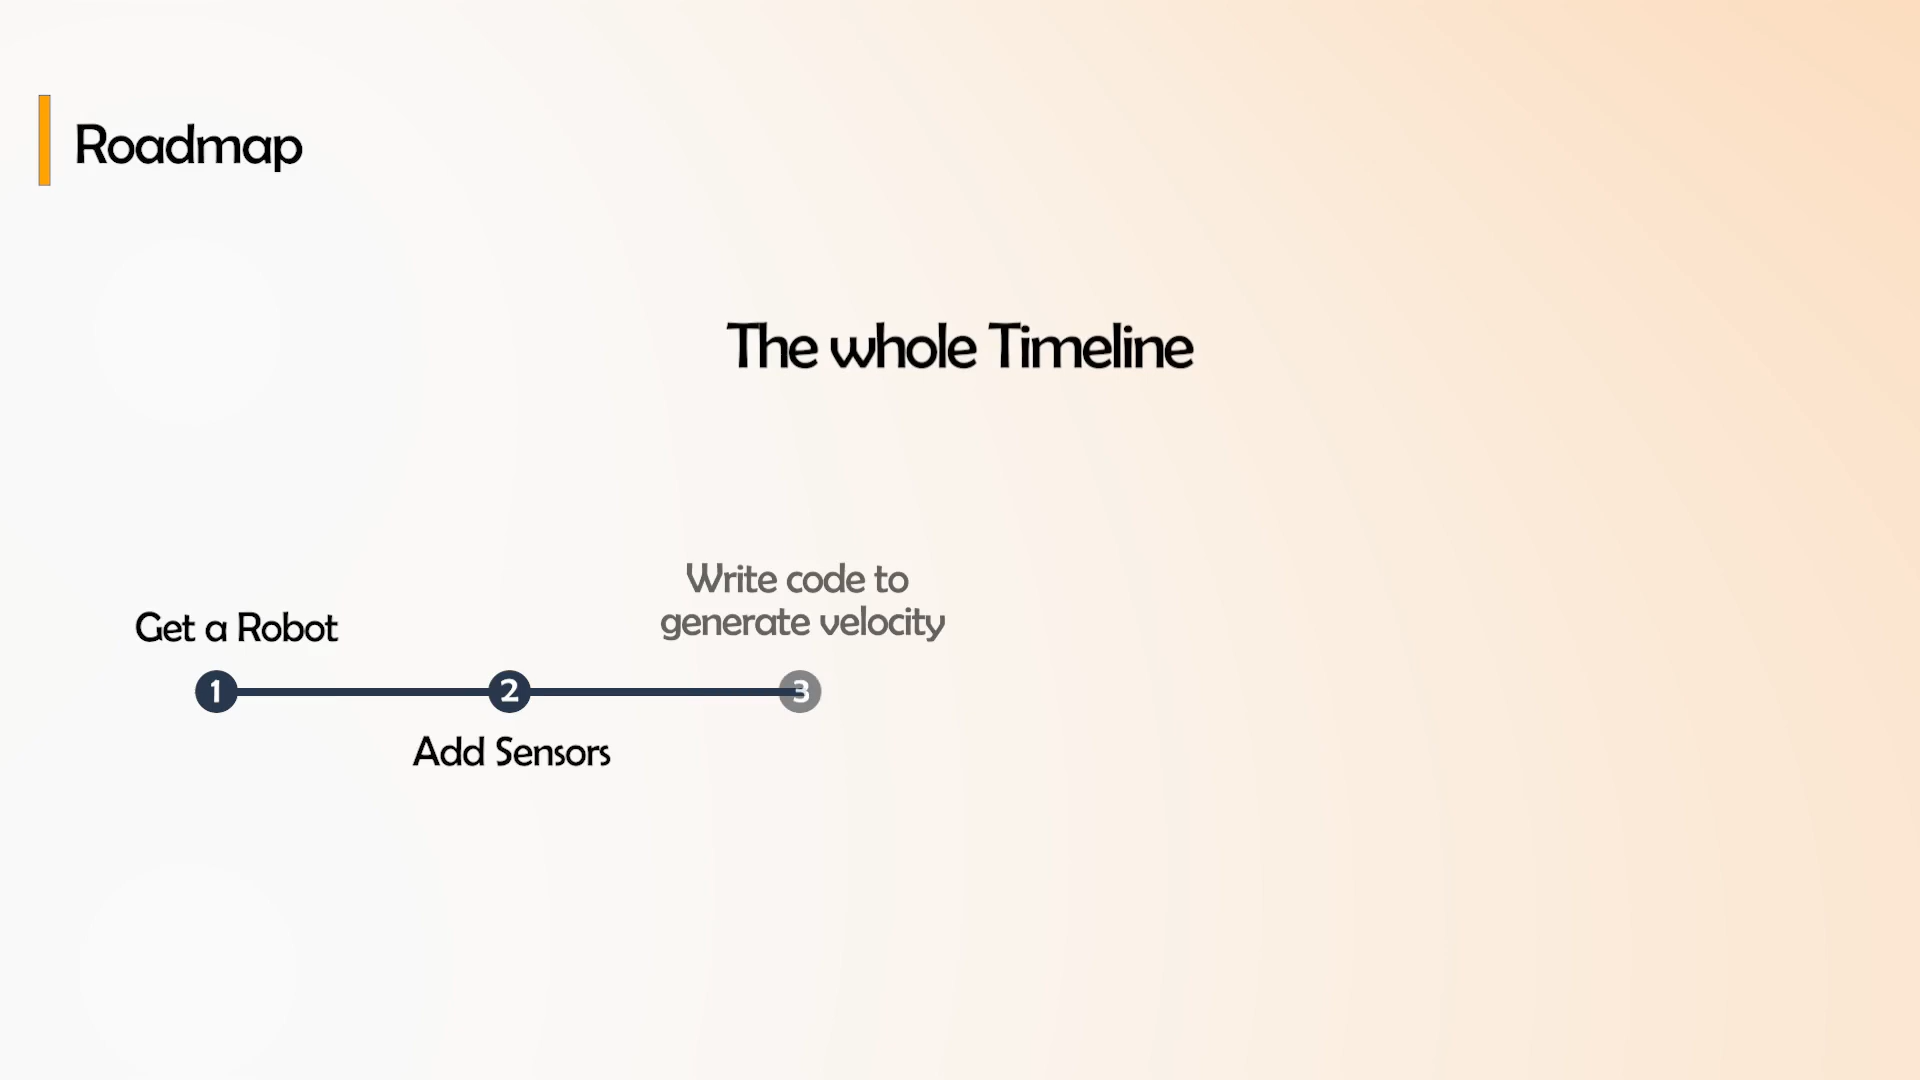 Roadmap
The whole Timeline
Write code to
generate velocity
Get a Robot
1
2
3
Add Sensors